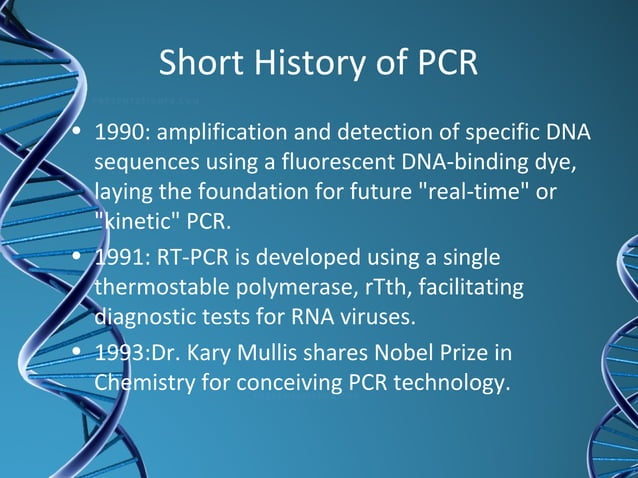 Short History of PCR
• 1990: amplification and detection of specific DNA
sequences using a fluorescent DNA-binding dye,
laying the foundation for future "real-time" or
"kinetic" PCR.
• 1991: RT-PCR is developed using a single
thermostable polymerase, rTth, facilitating
diagnostic tests for RNA viruses.
• 1993:Dr. Kary Mullis shares Nobel Prize in
Chemistry for conceiving PCR technology.